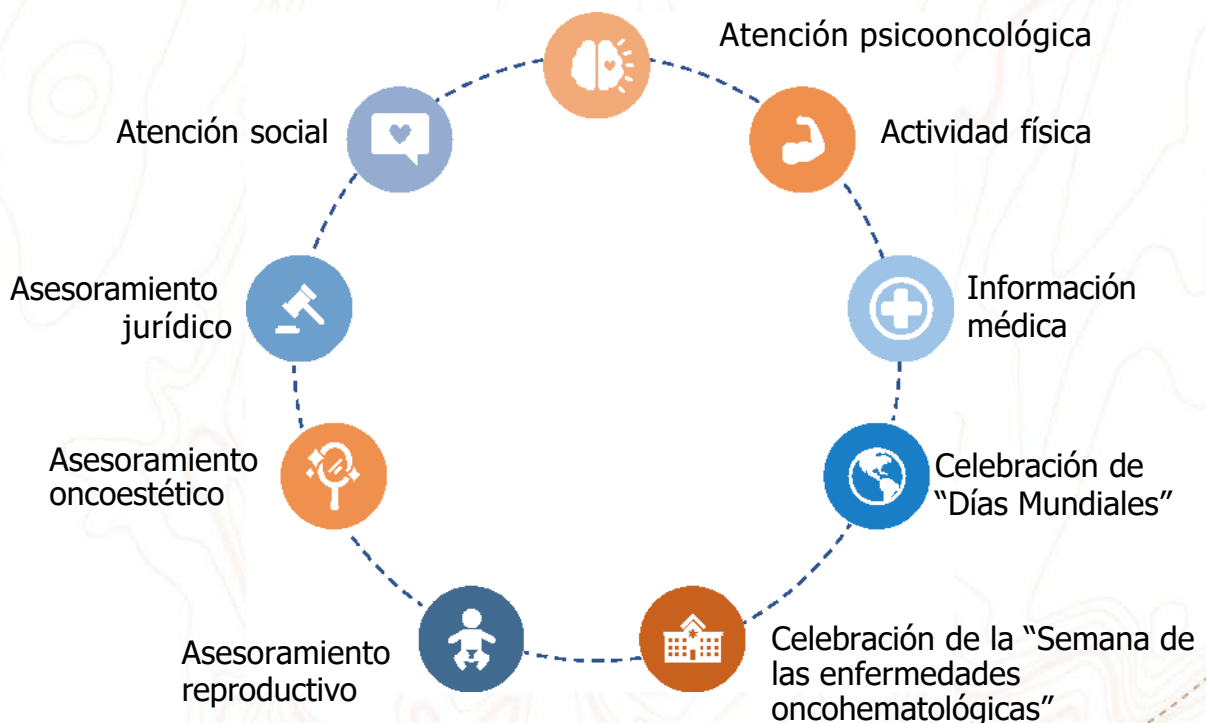 Atención psicooncológica
Actividad física
Información
médica
Celebración de
“Días Mundiales”
Celebración de la “Semana de
las enfermedades
oncohematológicas”
Asesoramiento
reproductivo
Asesoramiento
oncoestético
Asesoramiento
jurídico
Atención social